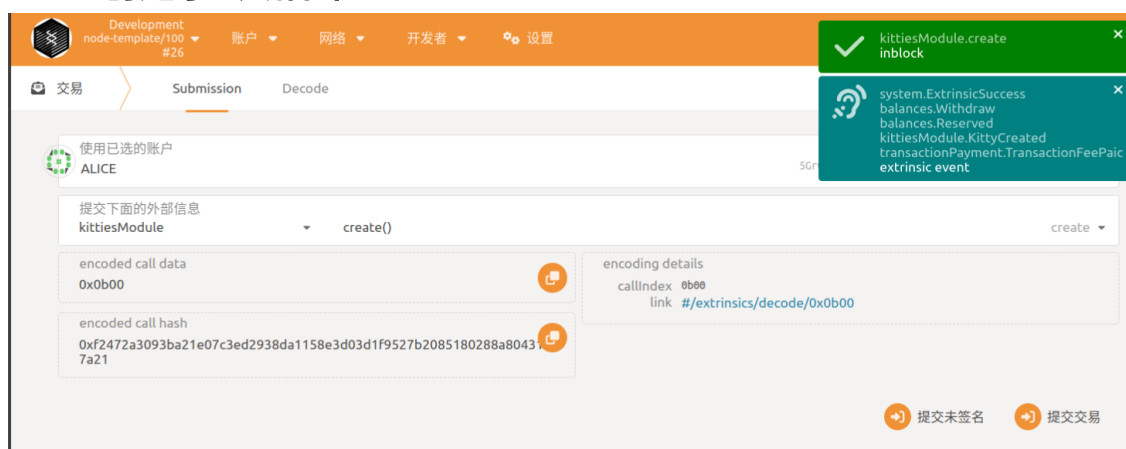 Development
node-template/100
#26
账户
网络
开发者
设置
kittiesModule.create
inblock
交易
Submission
Decode
system.ExtrinsicSuccess
balances.Withdraw
balances.Reserved
kittiesModule.KittyCreated
transactionPayment.TransactionFeePaic
extrinsic event
使用已选的账户
ALICE
提交下面的外部信息
kittiesModule
create()
create
encoded call data
0x0b00
encoding details
callIndex 0b00
link #/extrinsics/decode/0x0b00
encoded call hash
0xf2472a3093ba21e07c3ed2938da1158e3d03d1f9527b2085180288a80431
7a21
提交未签名
提交交易